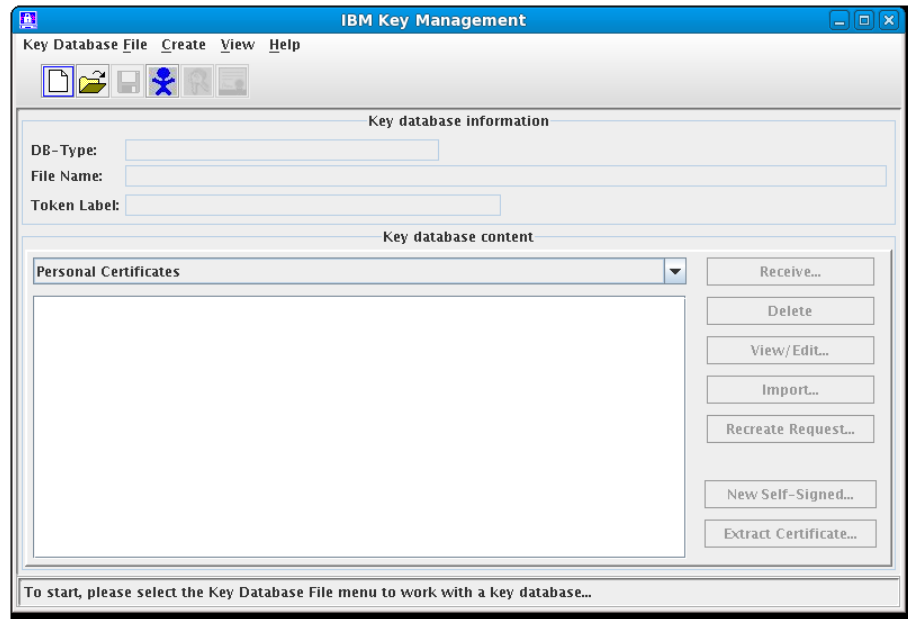 IBM Key Management
Key Database File Create View Help
Key database information
DB-Type:
File Name:
Token Label:
Key database content
Personal Certificates
Receive...
Delete
View/Edit...
Import...
Recreate Request...
New Self-Signed...
Extract Certificate...
To start, please select the Key Database File menu to work with a key database...